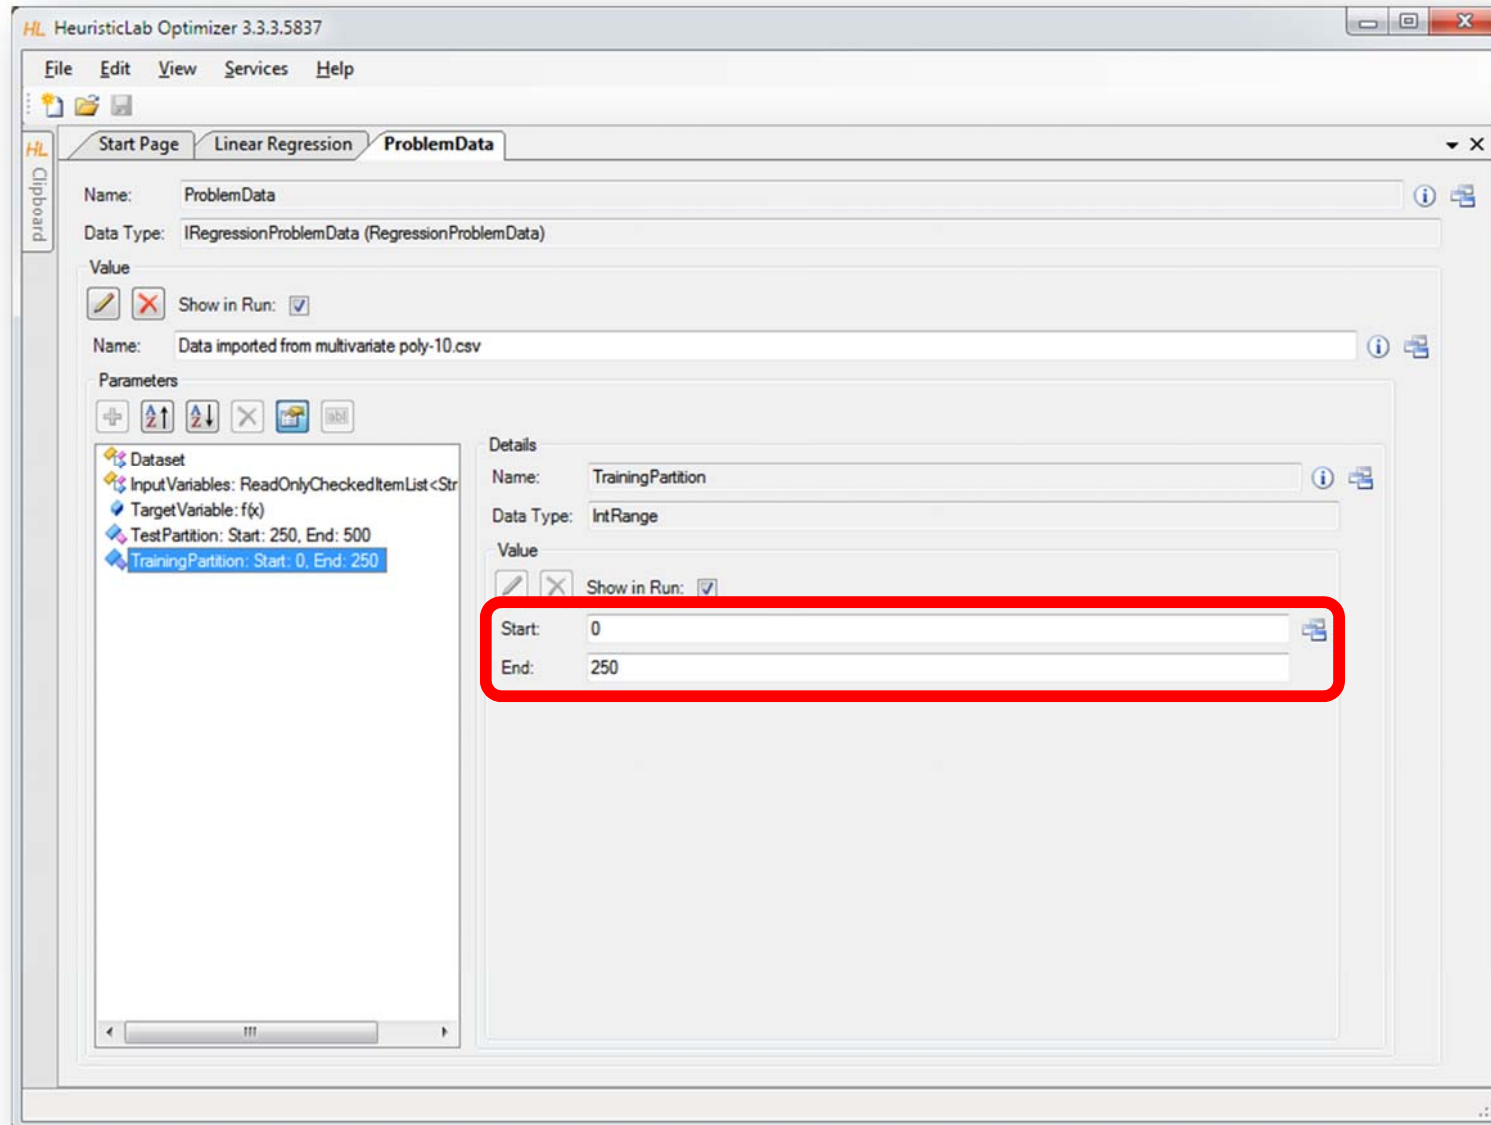 HL HeuristicLab Optimizer 3.3.3.5837
File Edit View Services Help
HL Clipboard
Start Page Linear Regression ProblemData
Name: ProblemData
Data Type: IRegressionProblemData (RegressionProblemData)
Value
Show in Run:
Name: Data imported from multivariate poly-10.csv
Parameters
Dataset
InputVariables: ReadOnlyCheckedItemList<Str
TargetVariable: f(x)
TestPartition: Start: 250, End: 500
TrainingPartition: Start: 0, End: 250
Details
Name: TrainingPartition
Data Type: IntRange
Value
Show in Run:
Start: 0
End: 250